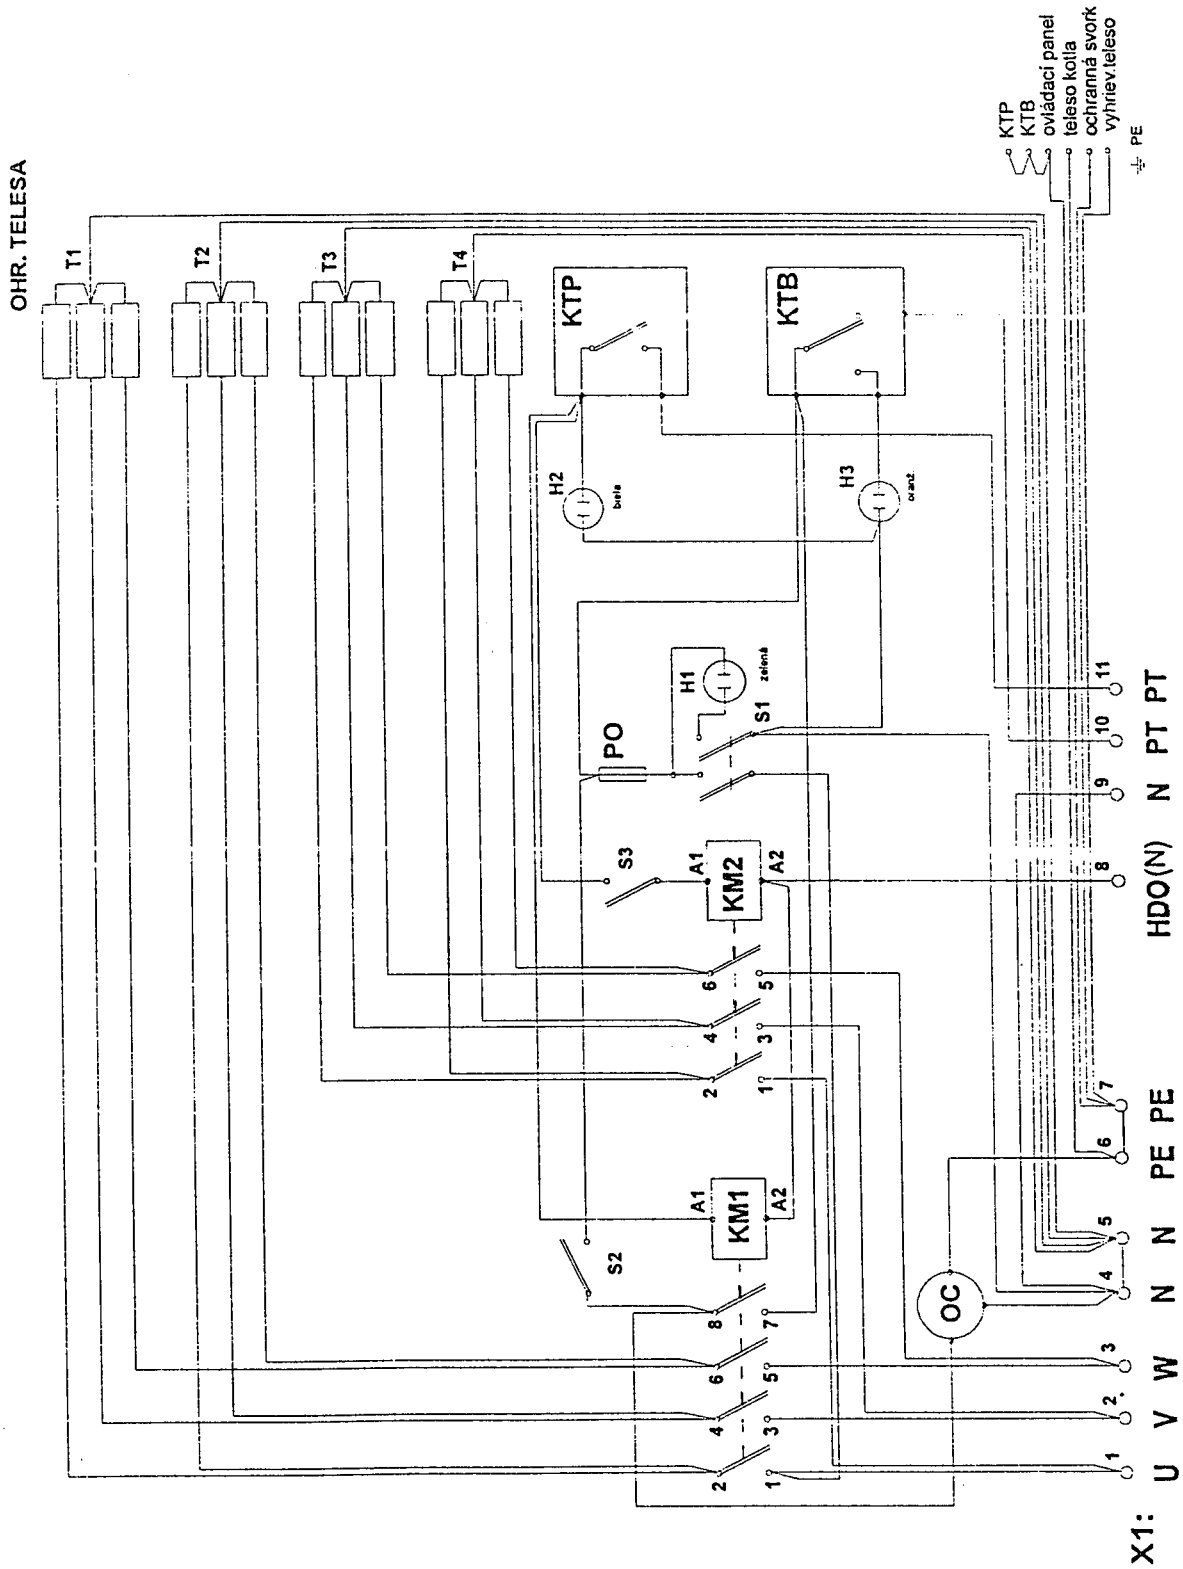 OHR. TELESA
T1
T2
T3
T4
KTP
KTB
H2
biela
H3
oranž.
H1
zelená
S1
PO
S3
A1
KM2
A2
6
5
4
3
2
1
S2
A1
KM1
A2
8
7
6
5
4
3
2
1
OC
KTP
KTB
ovládací panel
teleso kotla
ochranná svork
vyhriev.teleso
PE
1
2
3
4
5
6
7
8
9
10
11
X1:
U
V
W
N
N
PE
PE
HDO(N)
N
PT
PT